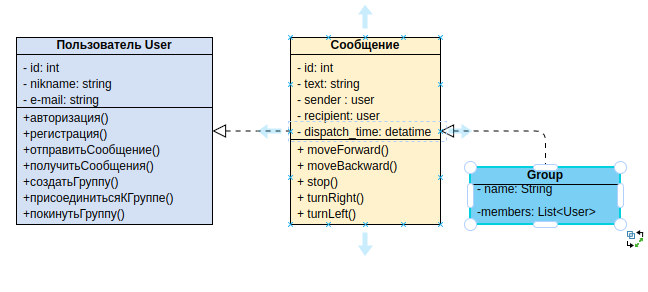 Пользователь User
- id: int
- nikname: string
- e-mail: string
+авторизация()
+регистрация()
+отправитьСообщение()
+получитьСообщения()
+создатьГруппу()
+присоединитьсяКГруппе()
+покинутьГруппу()
Сообщение
- id: int
- text: string
- sender : user
- recipient: user
- dispatch_time: detatime
+ moveForward()
+ moveBackward()
+ stop()
+ turnRight()
+ turnLeft()
Group
- name: String
-members: List<User>